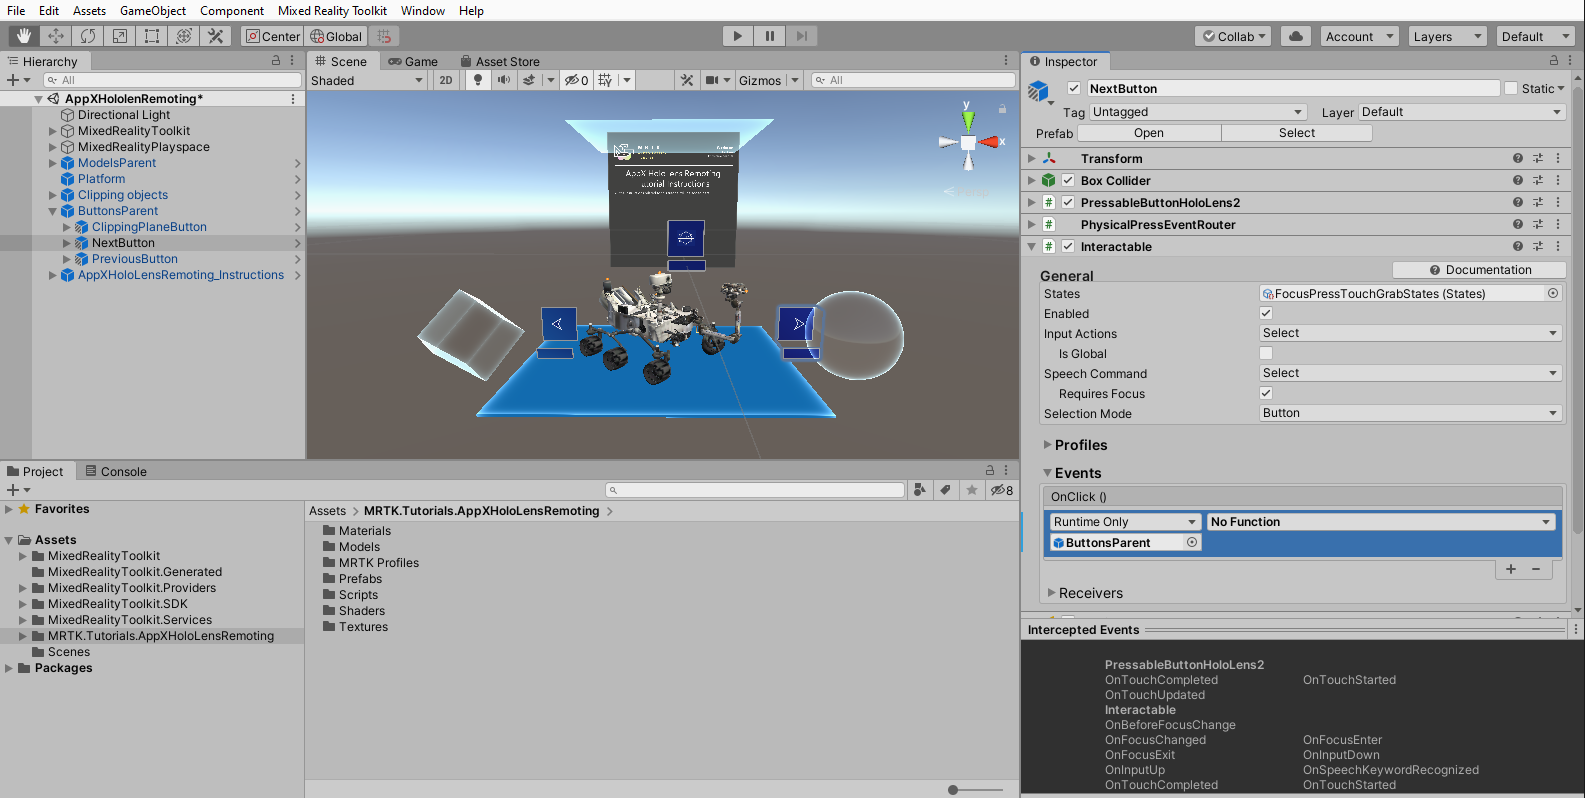 File Edit Assets GameObject Component Mixed Reality Toolkit Window Help
Center Global Collab Account Layers Default
Hierarchy
All
AppXHololenRemoting*
Directional Light
MixedRealityToolkit
MixedRealityPlayspace
ModelsParent
Platform
Clipping objects
ButtonsParent
ClippingPlaneButton
NextButton
PreviousButton
AppXHoloLensRemoting_Instructions
Scene Game Asset Store
Shaded 2D 0 Gizmos All
y
x
AppX HoloLens Remoting
utorial Instructions
Inspector
NextButton Static
Tag Untagged Layer Default
Prefab Open Select
Transform
Box Collider
PressableButtonHoloLens2
PhysicalPressEventRouter
Interactable
General Documentation
States FocusPressTouchGrabStates (States)
Enabled
Input Actions Select
Is Global
Speech Command Select
Requires Focus
Selection Mode Button
Profiles
Events
OnClick ()
Runtime Only No Function
ButtonsParent
+ −
Receivers
Intercepted Events
PressableButtonHoloLens2
OnTouchCompleted OnTouchStarted
OnTouchUpdated
Interactable
OnBeforeFocusChange
OnFocusChanged OnFocusEnter
OnFocusExit OnInputDown
OnInputUp OnSpeechKeywordRecognized
OnTouchCompleted OnTouchStarted
Project Console
8
Favorites
Assets
MixedRealityToolkit
MixedRealityToolkit.Generated
MixedRealityToolkit.Providers
MixedRealityToolkit.SDK
MixedRealityToolkit.Services
MRTK.Tutorials.AppXHoloLensRemoting
Scenes
Packages
Assets > MRTK.Tutorials.AppXHoloLensRemoting >
Materials
Models
MRTK Profiles
Prefabs
Scripts
Shaders
Textures